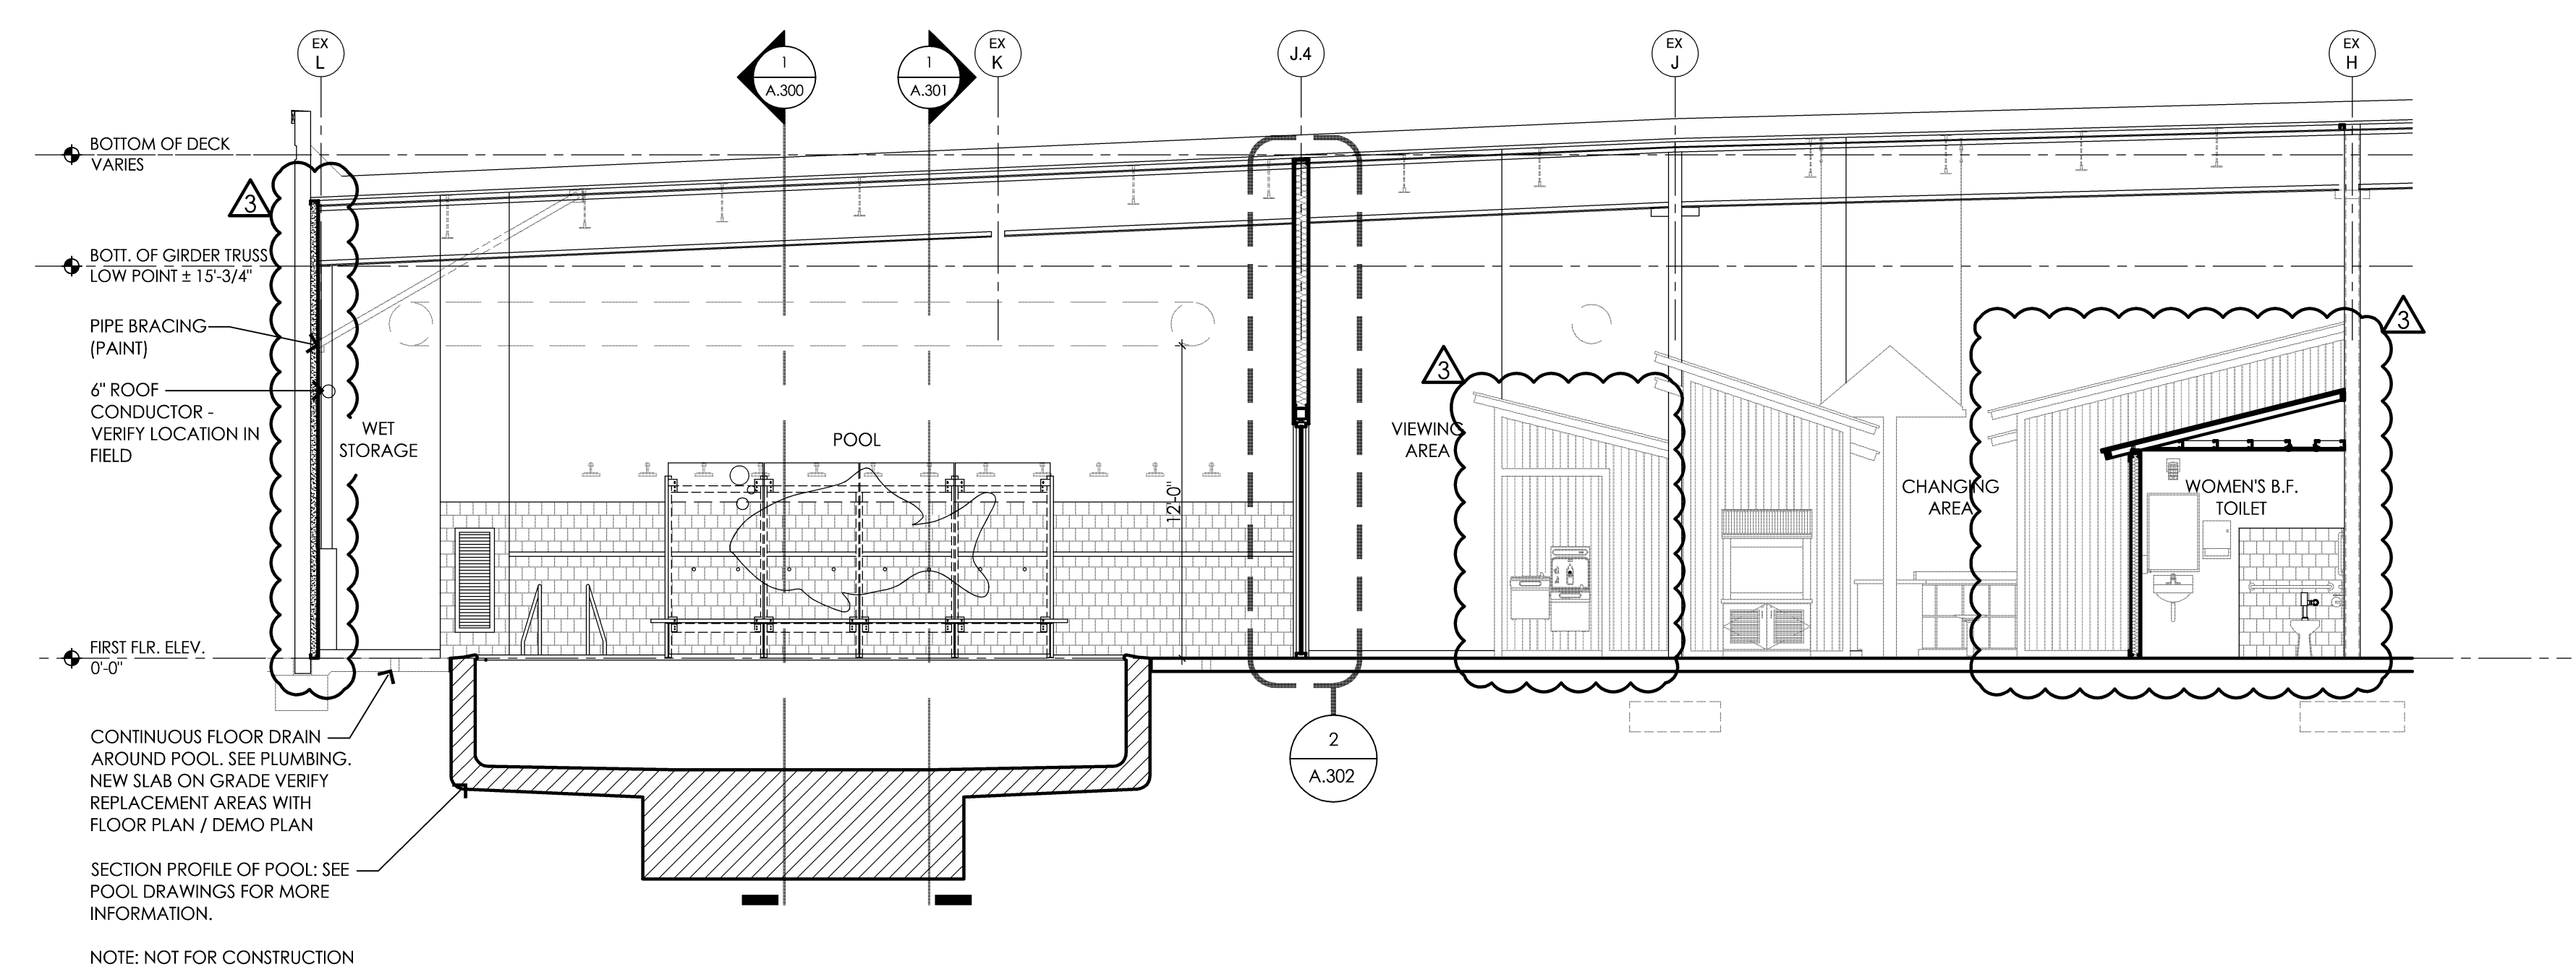 EX
L
1
A.300
1
A.301
EX
K
J.4
EX
J
EX
H
BOTTOM OF DECK
VARIES
3
BOTT. OF GIRDER TRUSS
LOW POINT ± 15'-3/4"
PIPE BRACING
(PAINT)
6" ROOF
CONDUCTOR -
VERIFY LOCATION IN
FIELD
WET
STORAGE
POOL
12'-0"
VIEWING
AREA
3
CHANGING
AREA
WOMEN'S B.F.
TOILET
3
FIRST FLR. ELEV.
0'-0"
2
A.302
CONTINUOUS FLOOR DRAIN
AROUND POOL. SEE PLUMBING.
NEW SLAB ON GRADE VERIFY
REPLACEMENT AREAS WITH
FLOOR PLAN / DEMO PLAN
SECTION PROFILE OF POOL: SEE
POOL DRAWINGS FOR MORE
INFORMATION.
NOTE: NOT FOR CONSTRUCTION